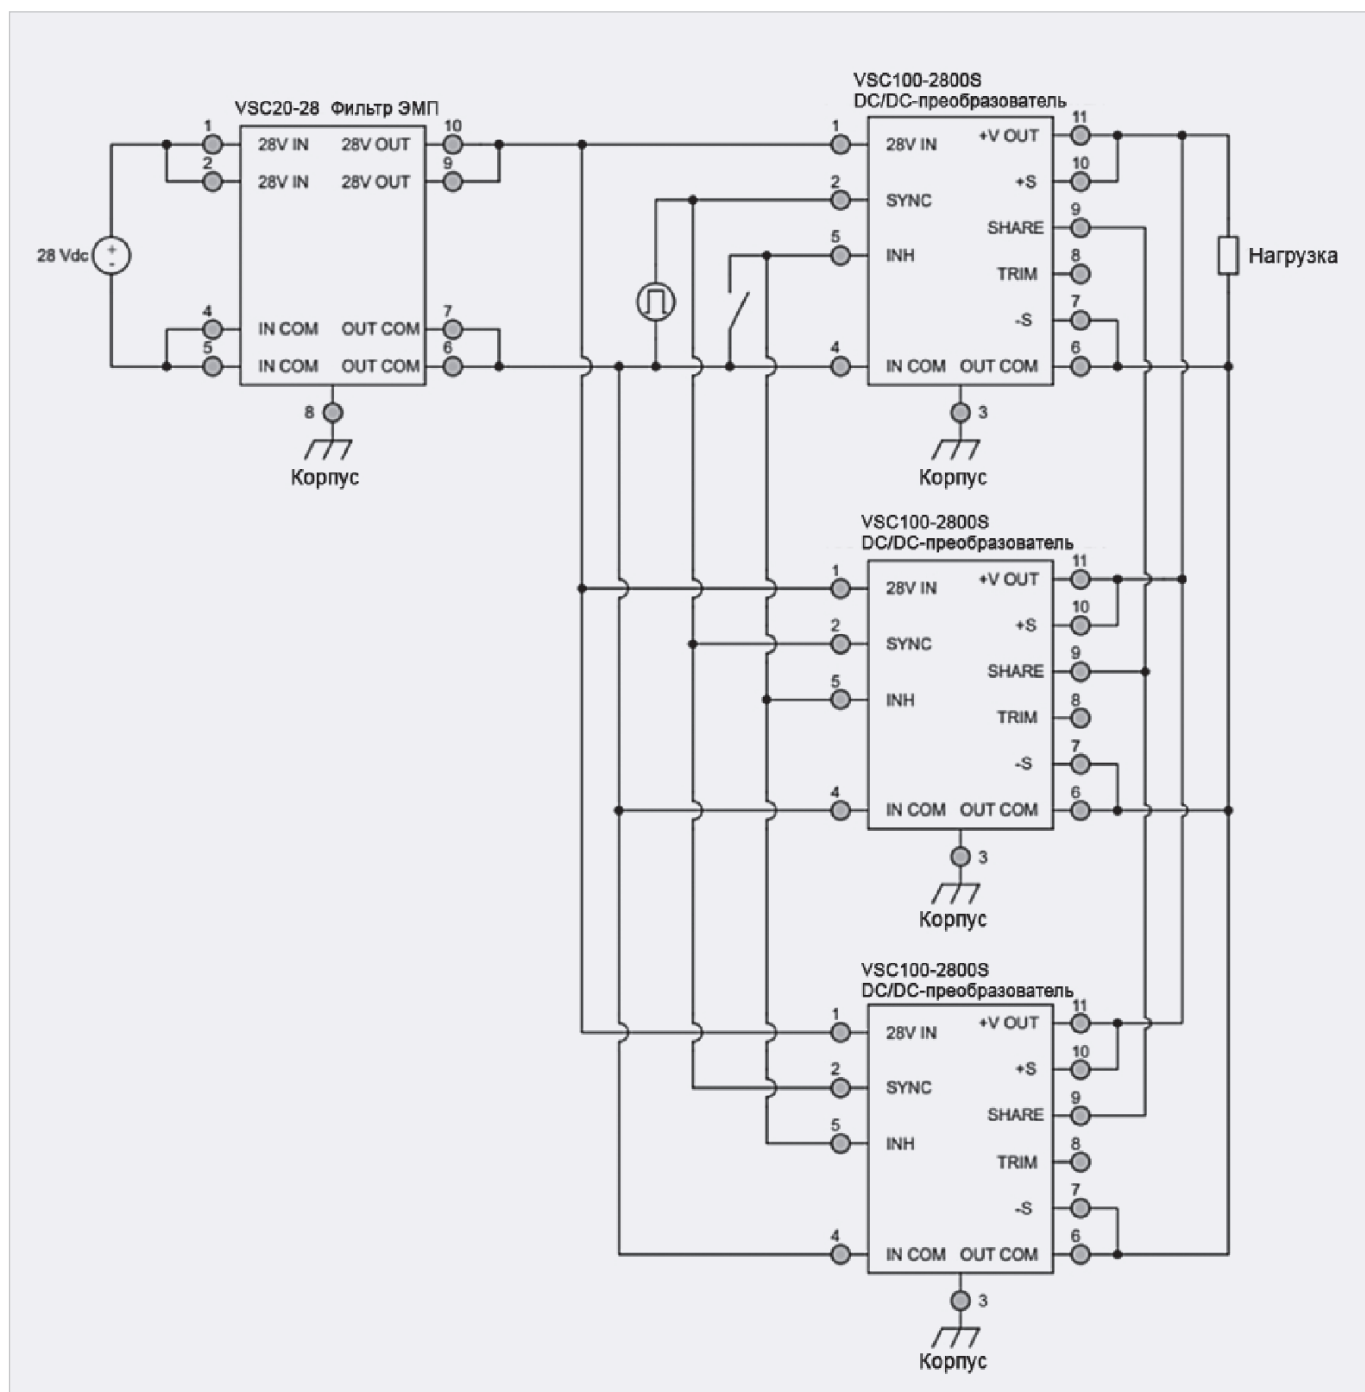 VSC20-28 Фильтр ЭМП
1
28V IN
28V OUT
10
2
28V IN
28V OUT
9
28 Vdc
+
-
4
IN COM
OUT COM
7
5
IN COM
OUT COM
6
8
Корпус
VSC100-2800S
DC/DC-преобразователь
1
28V IN
+V OUT
11
2
SYNC
+S
10
5
INH
SHARE
9
TRIM
8
-S
7
4
IN COM
OUT COM
6
3
Корпус
Нагрузка
VSC100-2800S
DC/DC-преобразователь
1
28V IN
+V OUT
11
2
SYNC
+S
10
5
INH
SHARE
9
TRIM
8
-S
7
4
IN COM
OUT COM
6
3
Корпус
VSC100-2800S
DC/DC-преобразователь
1
28V IN
+V OUT
11
2
SYNC
+S
10
5
INH
SHARE
9
TRIM
8
-S
7
4
IN COM
OUT COM
6
3
Корпус